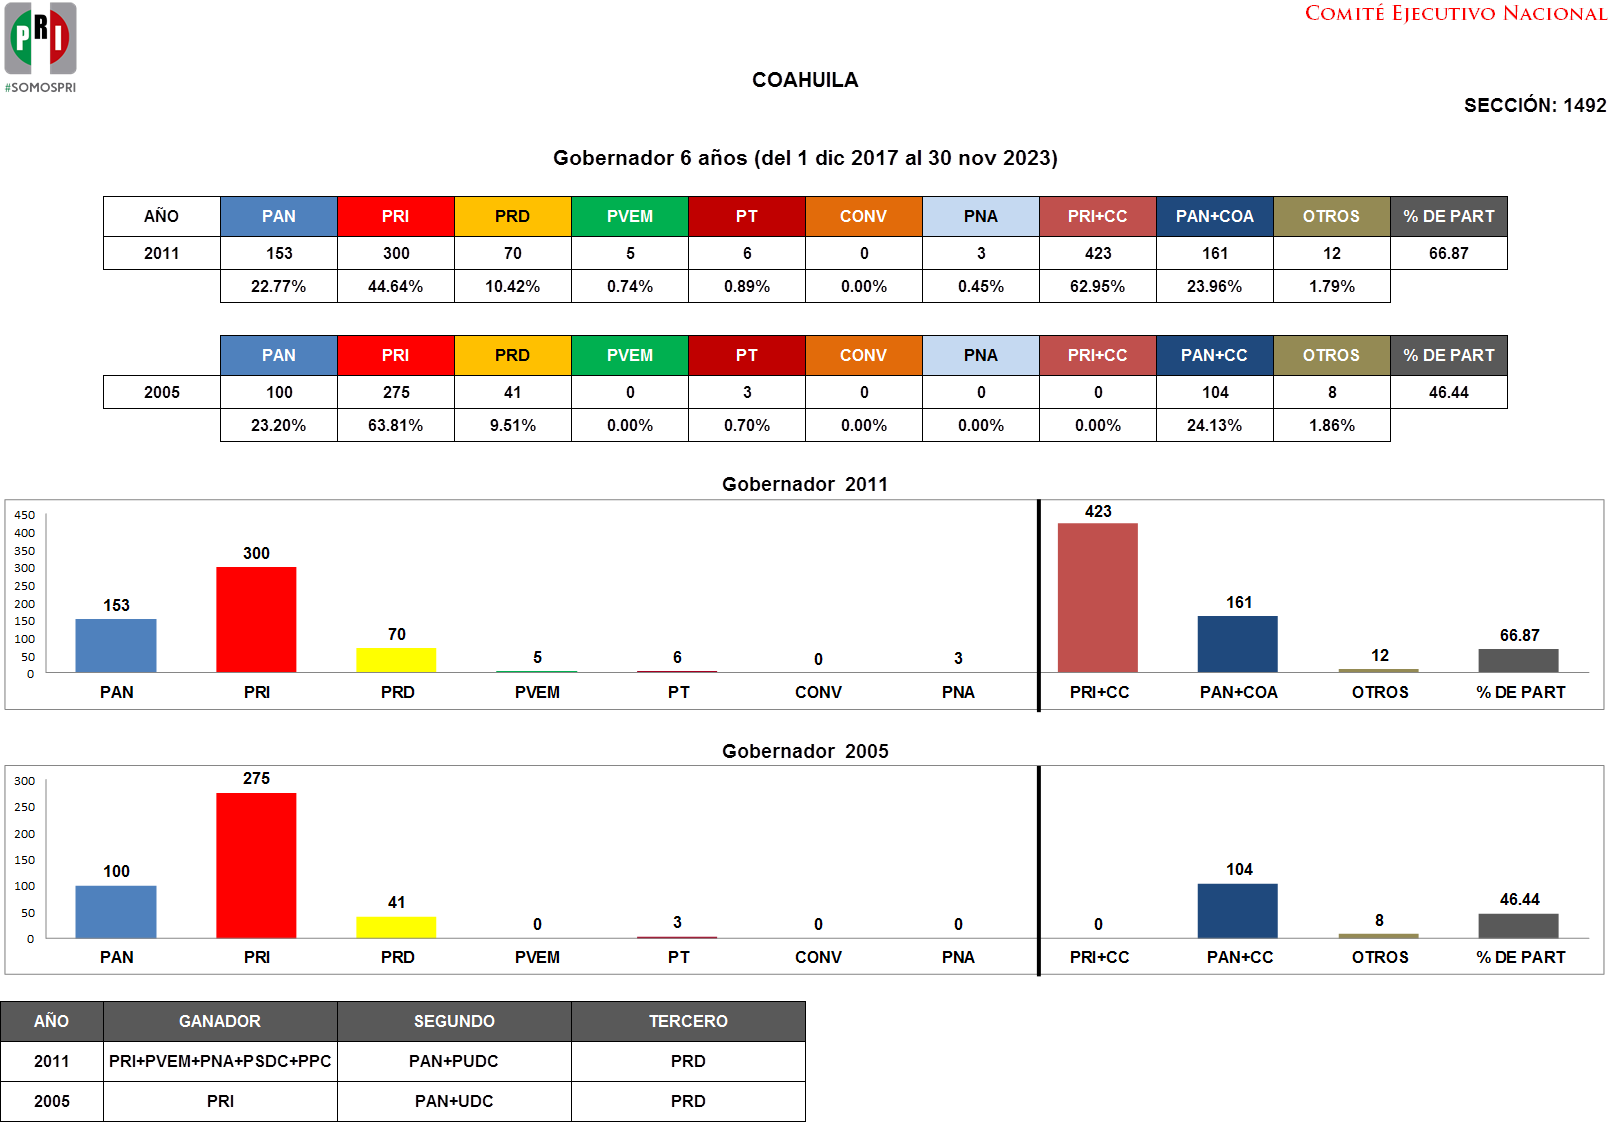 PRI
#SOMOSPRI
COMITÉ EJECUTIVO NACIONAL
COAHUILA
SECCIÓN: 1492
Gobernador 6 años (del 1 dic 2017 al 30 nov 2023)
AÑO PAN PRI PRD PVEM PT CONV PNA PRI+CC PAN+COA OTROS % DE PART
2011 153 300 70 5 6 0 3 423 161 12 66.87
22.77% 44.64% 10.42% 0.74% 0.89% 0.00% 0.45% 62.95% 23.96% 1.79%
PAN PRI PRD PVEM PT CONV PNA PRI+CC PAN+CC OTROS % DE PART
2005 100 275 41 0 3 0 0 0 104 8 46.44
23.20% 63.81% 9.51% 0.00% 0.70% 0.00% 0.00% 0.00% 24.13% 1.86%
Gobernador 2011
450
400
350
300
250
200
150
100
50
0
153 300 70 5 6 0 3 423 161 12 66.87
PAN PRI PRD PVEM PT CONV PNA PRI+CC PAN+COA OTROS % DE PART
Gobernador 2005
300
250
200
150
100
50
0
100 275 41 0 3 0 0 0 104 8 46.44
PAN PRI PRD PVEM PT CONV PNA PRI+CC PAN+CC OTROS % DE PART
AÑO GANADOR SEGUNDO TERCERO
2011 PRI+PVEM+PNA+PSDC+PPC PAN+PUDC PRD
2005 PRI PAN+UDC PRD